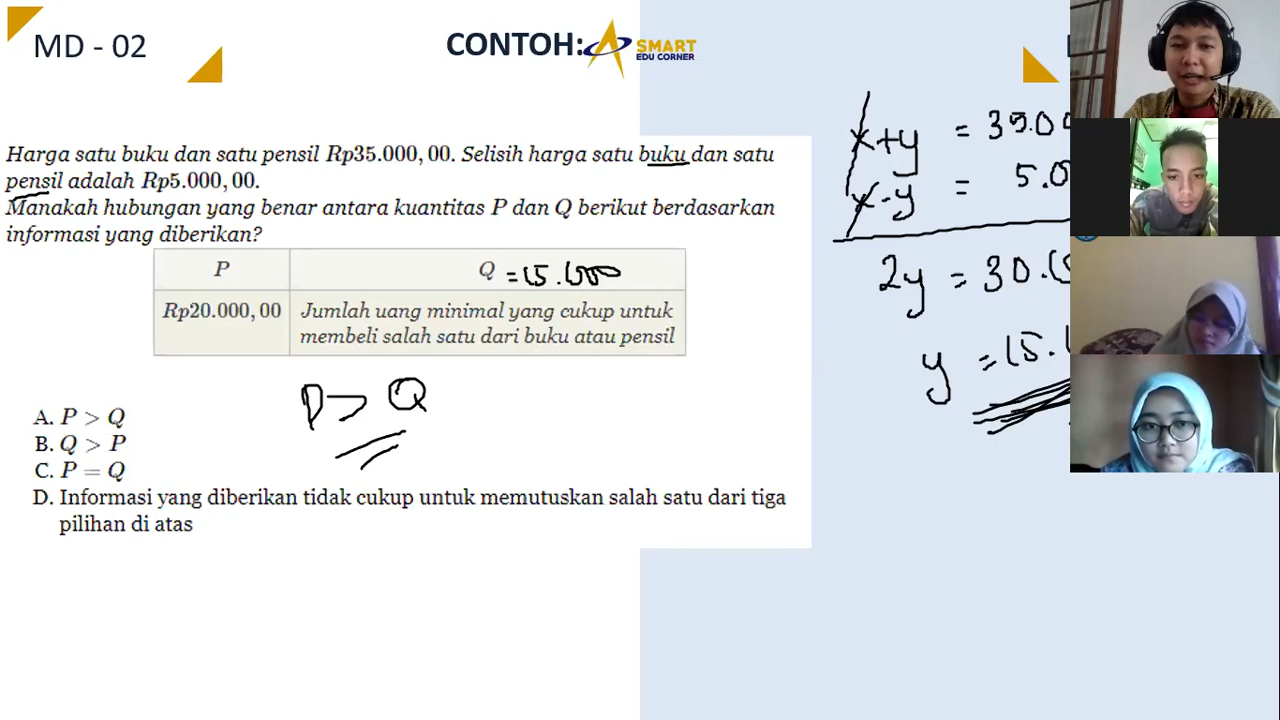 MD - 02
CONTOH:
SMART
EDU CORNER
Harga satu buku dan satu pensil Rp35.000,00. Selisih harga satu buku dan satu
pensil adalah Rp5.000,00.
Manakah hubungan yang benar antara kuantitas P dan Q berikut berdasarkan
informasi yang diberikan?
P
Q = 15.000
Rp20.000,00
Jumlah uang minimal yang cukup untuk
membeli salah satu dari buku atau pensil
P > Q
A. P > Q
B. Q > P
C. P = Q
D. Informasi yang diberikan tidak cukup untuk memutuskan salah satu dari tiga
pilihan di atas
x+y = 35.00
x-y = 5.0
2y = 30.
y = 15.